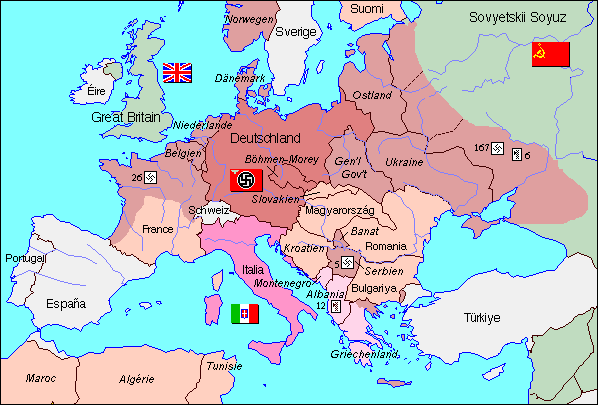 Norwegen
Sverige
Suomi
Sovyetskii Soyuz
Dänemark
Éire
Great Britain
Ostland
Niederlande
Deutschland
Belgien
Böhmen-Morey
Gen'l
Gov't
Ukraine
167
6
26
Slovakien
Schweiz
Magyarország
France
Banat
Kroatien
Romania
Portugal
Italia
5
Serbien
Montenegro
España
Albania
Bulgariya
12
Türkiye
Griechenland
Maroc
Algérie
Tunisie